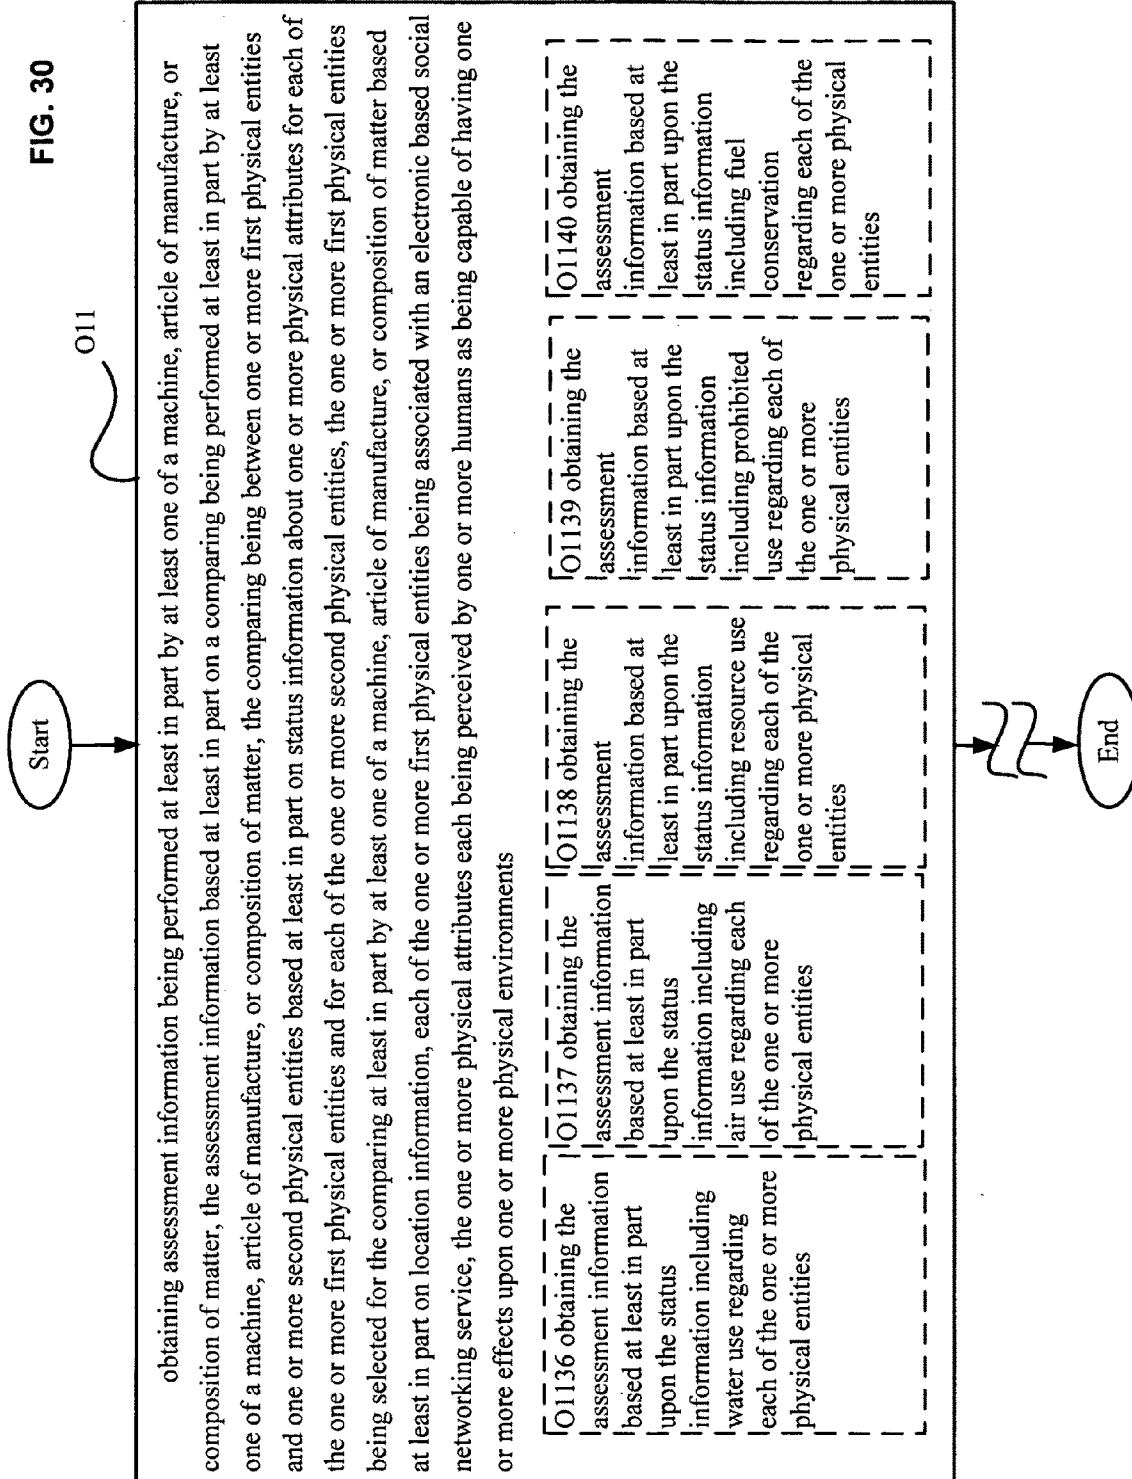 FIG. 30
Start
O11
obtaining assessment information being performed at least in part by at least one of a machine, article of manufacture, or
composition of matter, the assessment information based at least in part on a comparing being performed at least in part by at least
one of a machine, article of manufacture, or composition of matter, the comparing being between one or more first physical entities
and one or more second physical entities based at least in part on status information about one or more physical attributes for each of
the one or more first physical entities and for each of the one or more second physical entities, the one or more first physical entities
being selected for the comparing at least in part by at least one of a machine, article of manufacture, or composition of matter based
at least in part on location information, each of the one or more first physical entities being associated with an electronic based social
networking service, the one or more physical attributes each being perceived by one or more humans as being capable of having one
or more effects upon one or more physical environments
O1136 obtaining the
assessment information
based at least in part
upon the status
information including
water use regarding
each of the one or more
physical entities
O1137 obtaining the
assessment information
based at least in part
upon the status
information including
air use regarding each
of the one or more
physical entities
O1138 obtaining the
assessment
information based at
least in part upon the
status information
including resource use
regarding each of the
one or more physical
entities
O1139 obtaining the
assessment
information based at
least in part upon the
status information
including prohibited
use regarding each of
the one or more
physical entities
O1140 obtaining the
assessment
information based at
least in part upon the
status information
including fuel
conservation
regarding each of the
one or more physical
entities
End